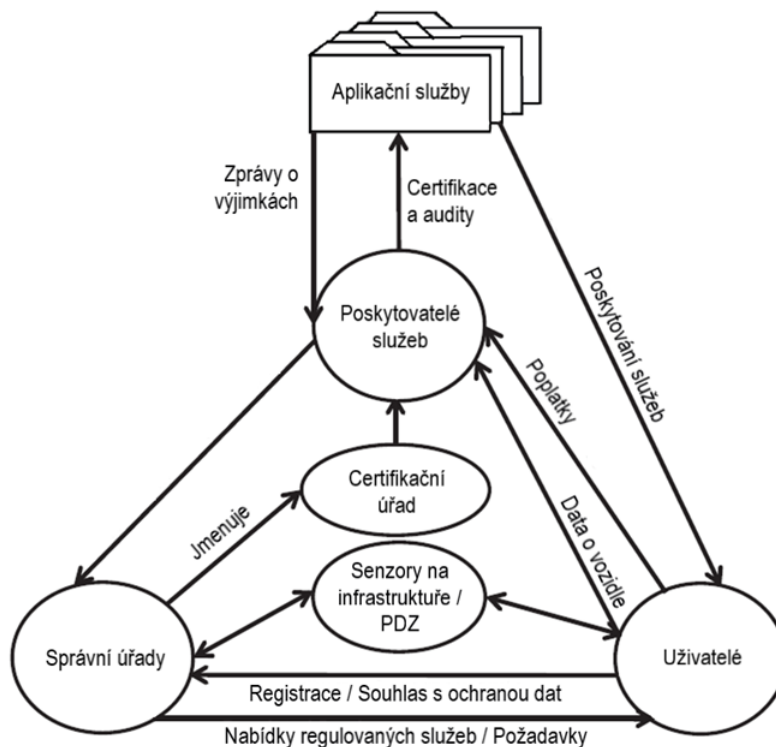 Aplikační služby
Zprávy o
výjimkách
Certifikace
a audity
Poskytovatelé
služeb
Poskytování služeb
Poplatky
Certifikační
úřad
Jmenuje
Data o vozidle
Senzory na
infrastruktuře /
PDZ
Správní úřady
Uživatelé
Registrace / Souhlas s ochranou dat
Nabídky regulovaných služeb / Požadavky